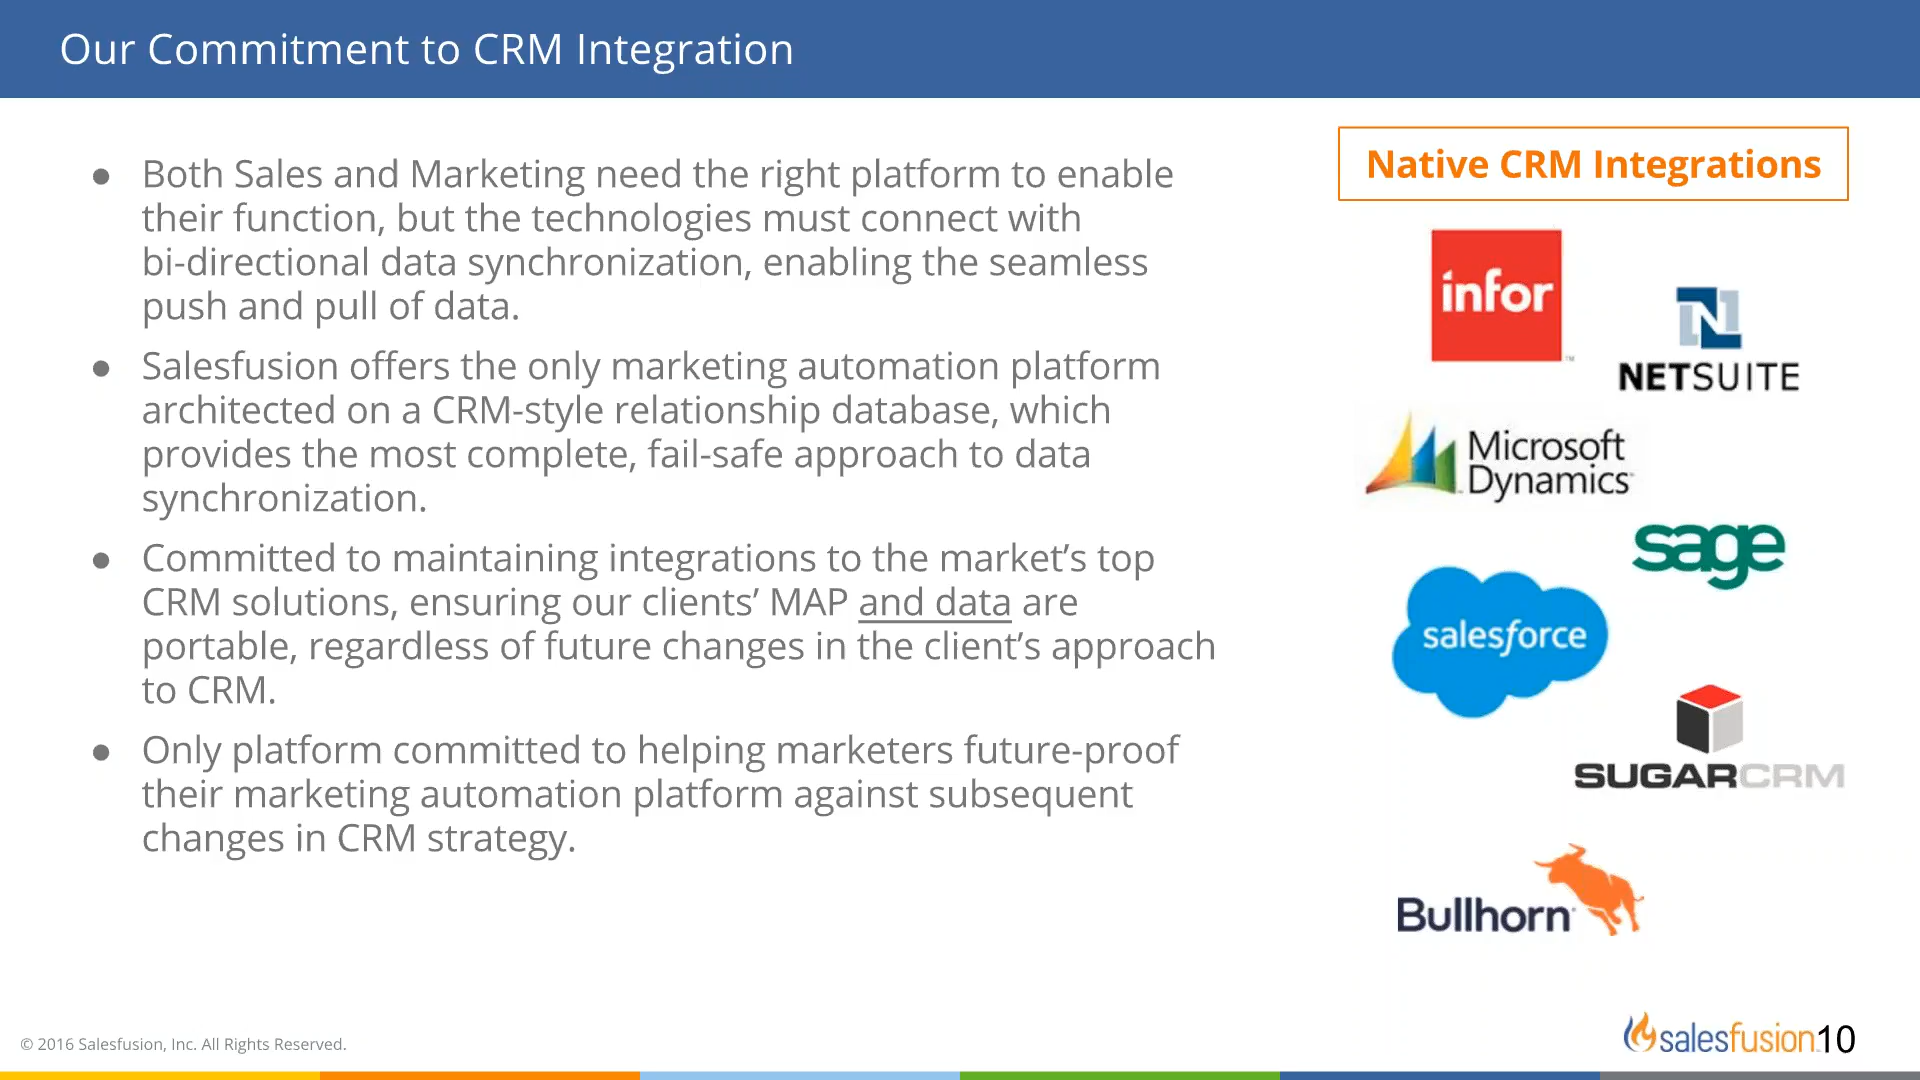 Our Commitment to CRM Integration
● Both Sales and Marketing need the right platform to enable
their function, but the technologies must connect with
bi-directional data synchronization, enabling the seamless
push and pull of data.
● Salesfusion offers the only marketing automation platform
architected on a CRM-style relationship database, which
provides the most complete, fail-safe approach to data
synchronization.
● Committed to maintaining integrations to the market’s top
CRM solutions, ensuring our clients’ MAP and data are
portable, regardless of future changes in the client’s approach
to CRM.
● Only platform committed to helping marketers future-proof
their marketing automation platform against subsequent
changes in CRM strategy.
Native CRM Integrations
infor™
NETSUITE
Microsoft
Dynamics
sage
salesforce
SUGARCRM
Bullhorn
© 2016 Salesfusion, Inc. All Rights Reserved.
salesfusion
10